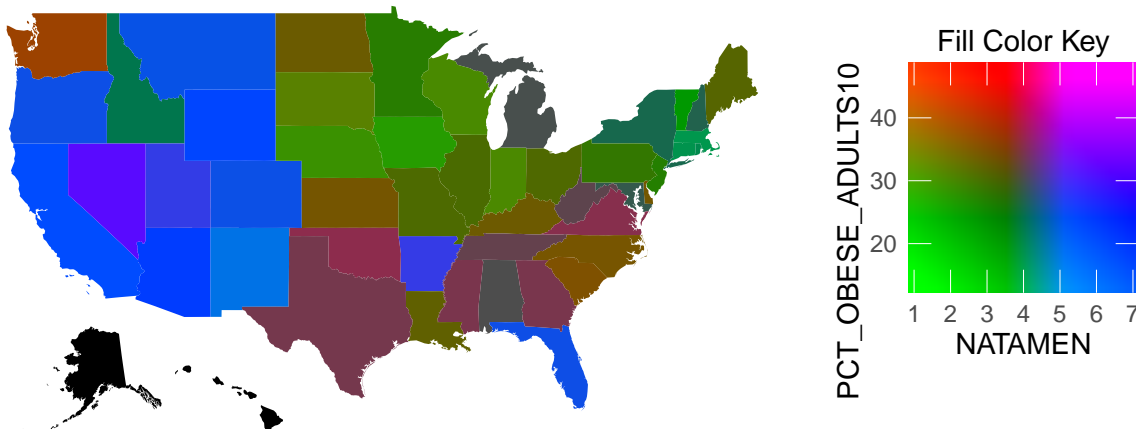 Fill Color Key
PCT_OBESE_ADULTS10
40
30
20
1 2 3 4 5 6 7
NATAMEN